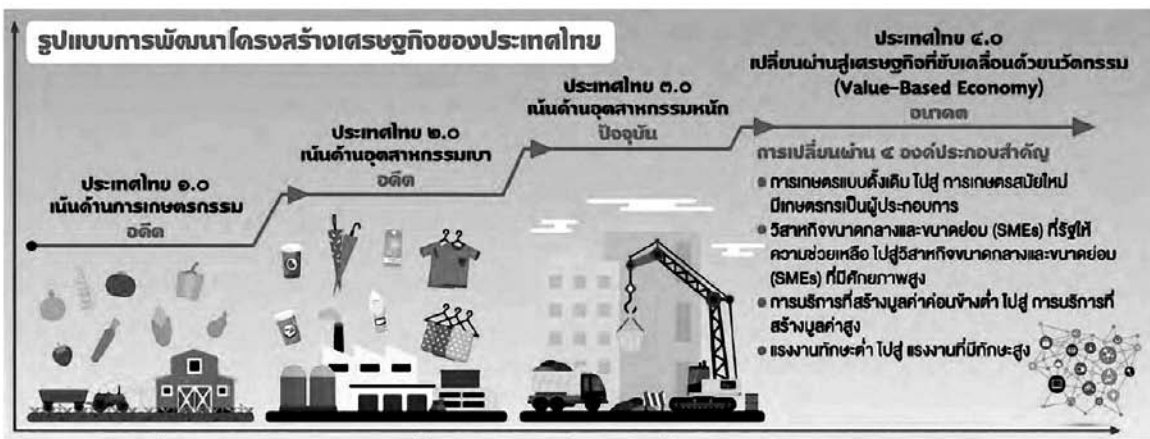 รูปแบบการพัฒนาโครงสร้างเศรษฐกิจของประเทศไทย
ประเทศไทย ๑.๐
เน้นด้านการเกษตรกรรม
อดีต
ประเทศไทย ๒.๐
เน้นด้านอุตสาหกรรมเบา
อดีต
ประเทศไทย ๓.๐
เน้นด้านอุตสาหกรรมหนัก
ปัจจุบัน
ประเทศไทย ๔.๐
เปลี่ยนผ่านสู่เศรษฐกิจที่ขับเคลื่อนด้วยนวัตกรรม
(Value-Based Economy)
อนาคต
การเปลี่ยนผ่าน ๔ องค์ประกอบสำคัญ
• การเกษตรแบบดั้งเดิม ไปสู่ การเกษตรสมัยใหม่
มีเกษตรกรเป็นผู้ประกอบการ
• วิสาหกิจขนาดกลางและขนาดย่อม (SMEs) ที่รัฐให้
ความช่วยเหลือ ไปสู่วิสาหกิจขนาดกลางและขนาดย่อม
(SMEs) ที่มีศักยภาพสูง
• การบริการที่สร้างมูลค่าค่อนข้างต่ำ ไปสู่ การบริการที่
สร้างมูลค่าสูง
• แรงงานทักษะต่ำ ไปสู่ แรงงานที่มีทักษะสูง